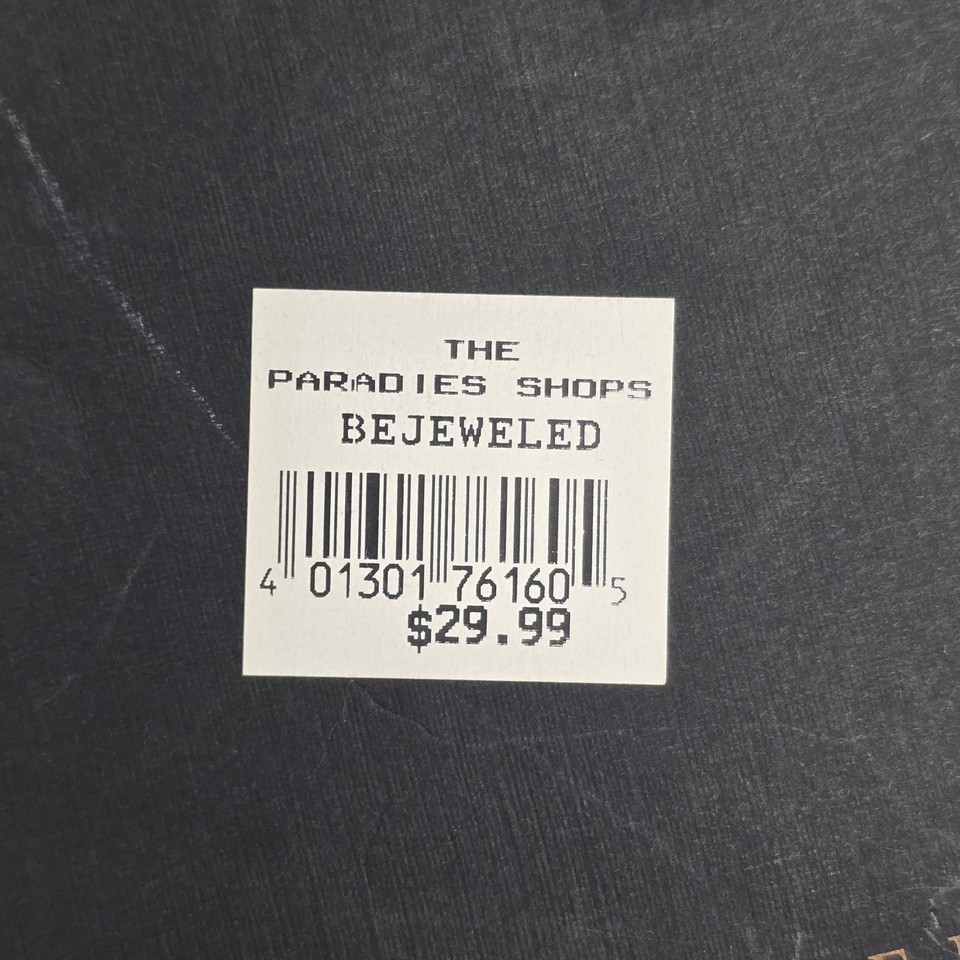 THE
PARADIES SHOPS
BEJEWELED
4 01301 76160 5
$29.99